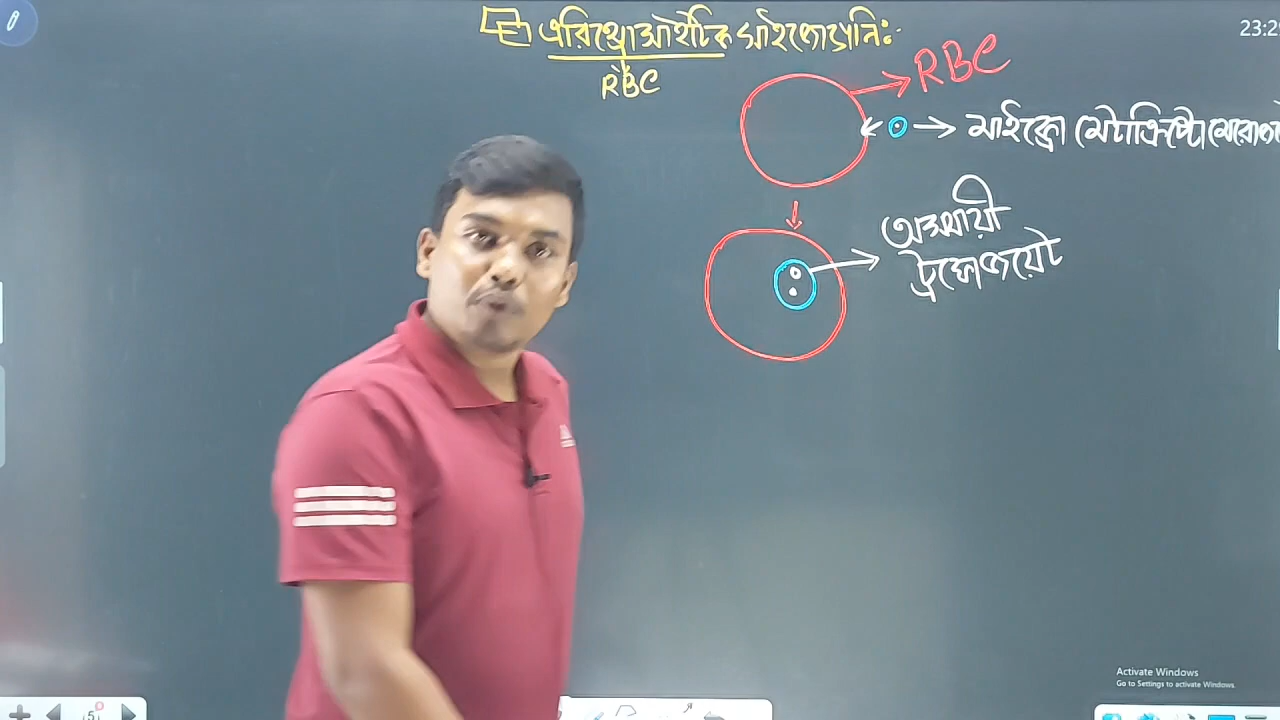 এরিথ্রোসাইটিক সাইজোগনি:-
RBC
RBC
23:2
মাইক্রো মেটাক্রিপ্টোমেরোজ
অস্থায়ী
ট্রফোজয়েট
5
Activate Windows
Go to Settings to activate Windows.